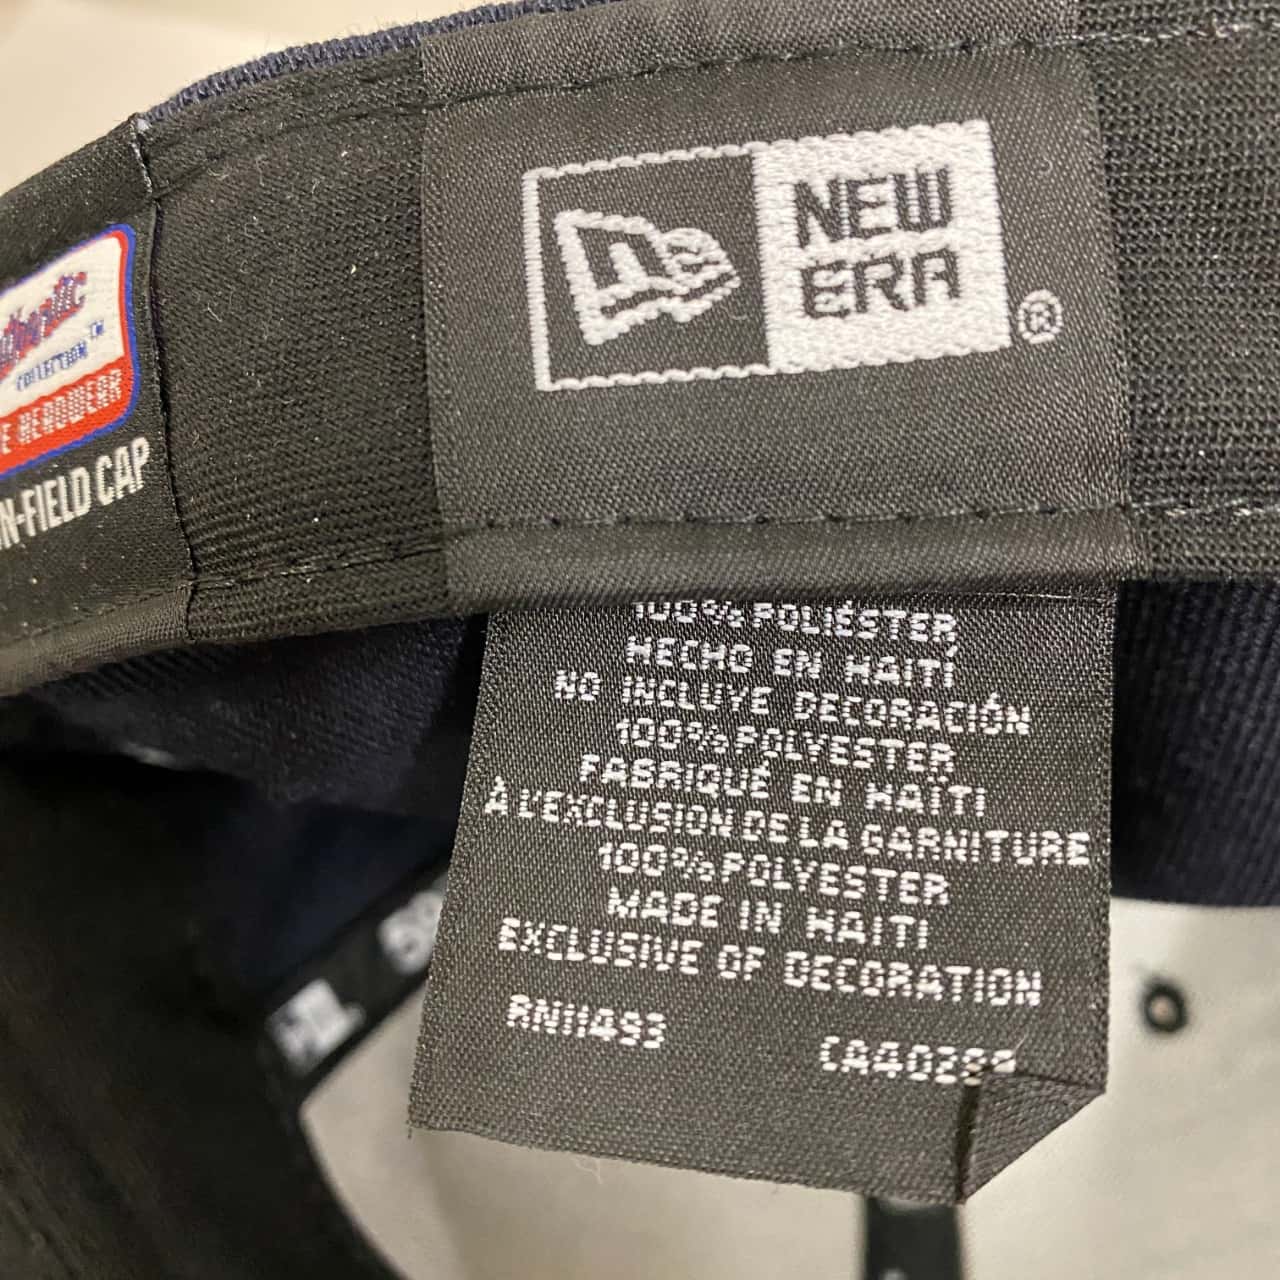 NEW
ERA
®
COLLECTION™
ON-FIELD CAP
100% POLIÉSTER
HECHO EN HAITÍ
NO INCLUYE DECORACIÓN
100% POLYESTER
FABRIQUÉ EN HAÏTI
À L'EXCLUSION DE LA GARNITURE
100% POLYESTER
MADE IN HAITI
EXCLUSIVE OF DECORATION
RN11493